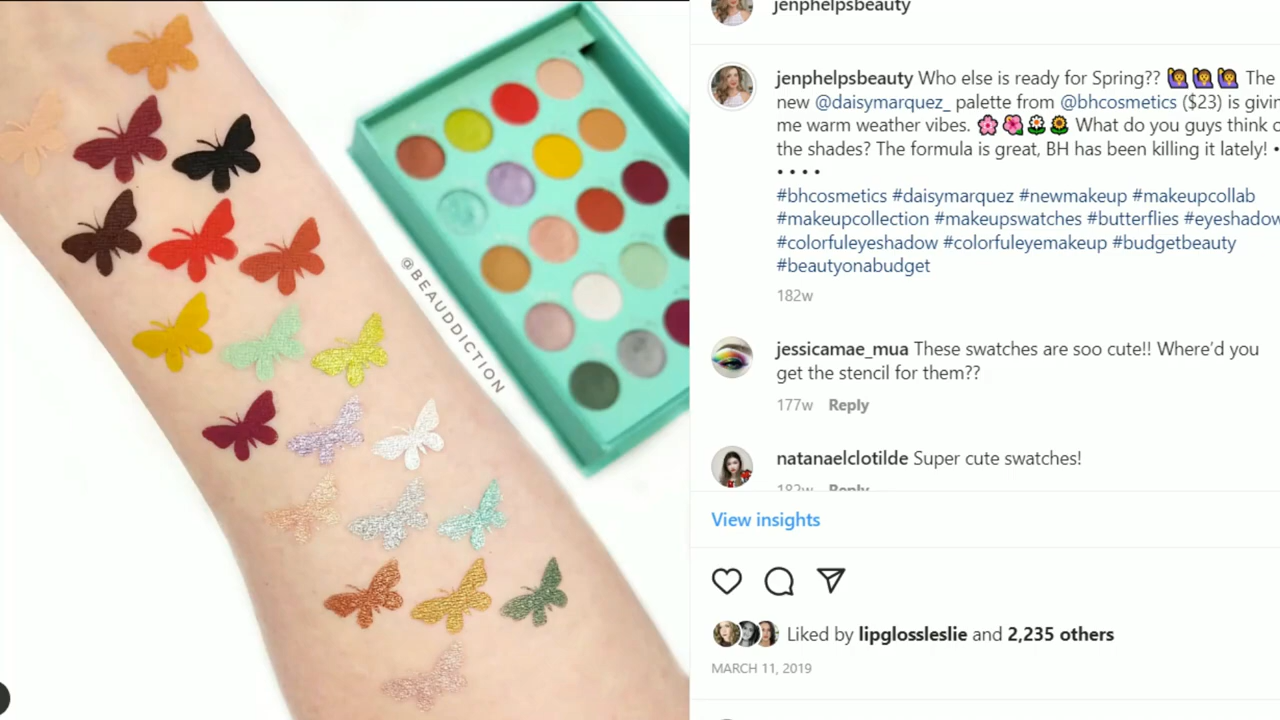 @BEAUDDICTION
jenphelpsbeauty
jenphelpsbeauty Who else is ready for Spring?? 🙋‍♀️🙋‍♀️🙋‍♀️ The
new @daisymarquez_ palette from @bhcosmetics ($23) is givin
me warm weather vibes. 🌸🌺🌼🌻 What do you guys think o
the shades? The formula is great, BH has been killing it lately! •
• • • •
#bhcosmetics #daisymarquez #newmakeup #makeupcollab
#makeupcollection #makeupswatches #butterflies #eyeshadow
#colorfuleyeshadow #colorfuleyemakeup #budgetbeauty
#beautyonabudget
182w
jessicamae_mua These swatches are soo cute!! Where'd you
get the stencil for them??
177w Reply
natanaelclotilde Super cute swatches!
182w Reply
View insights
Liked by lipglossleslie and 2,235 others
MARCH 11, 2019